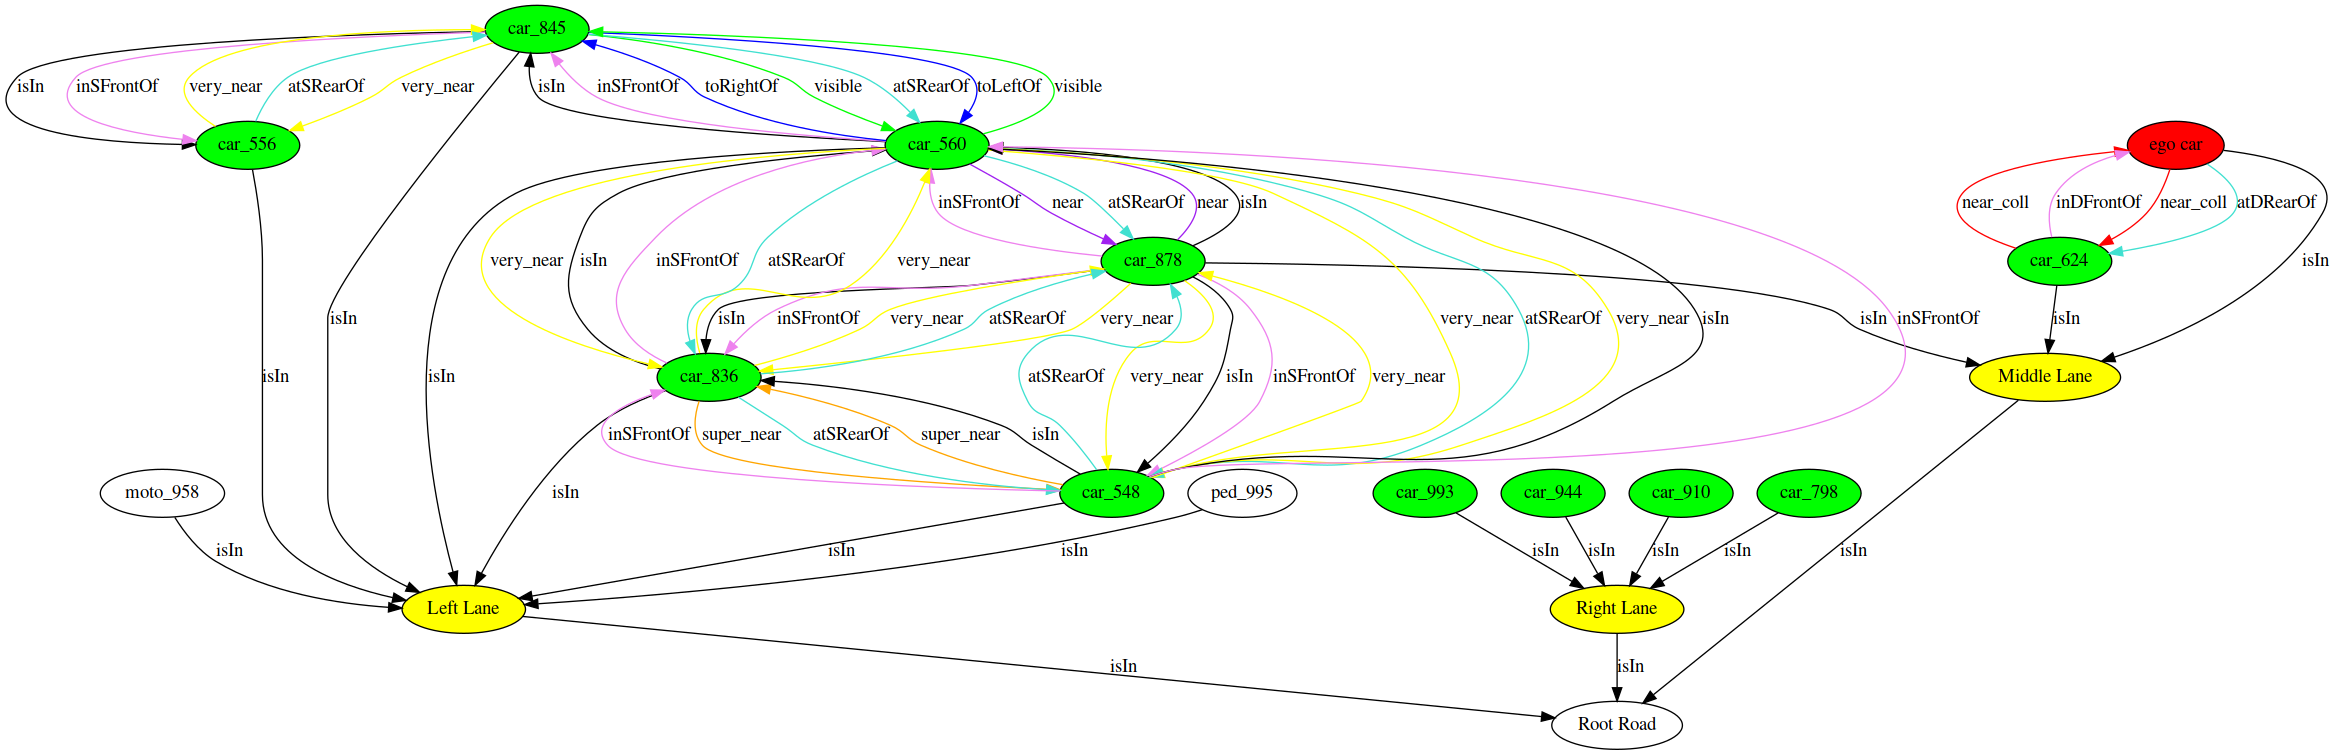 car_845
isIn
inSFrontOf
very_near
atSRearOf
very_near
isIn
inSFrontOf
toRightOf
visible
atSRearOf
toLeftOf
visible
car_556
car_560
ego car
very_near
isIn
inSFrontOf
atSRearOf
very_near
inSFrontOf
near
atSRearOf
near
isIn
near_coll
inDFrontOf
near_coll
atDRearOf
car_878
car_624
isIn
isIn
isIn
inSFrontOf
very_near
atSRearOf
very_near
very_near
atSRearOf
very_near
isIn
isIn
inSFrontOf
isIn
isIn
isIn
car_836
atSRearOf
very_near
isIn
inSFrontOf
very_near
Middle Lane
inSFrontOf
super_near
atSRearOf
super_near
isIn
moto_958
isIn
car_548
ped_995
car_993
car_944
car_910
car_798
isIn
isIn
isIn
isIn
isIn
isIn
isIn
isIn
Left Lane
Right Lane
isIn
isIn
Root Road